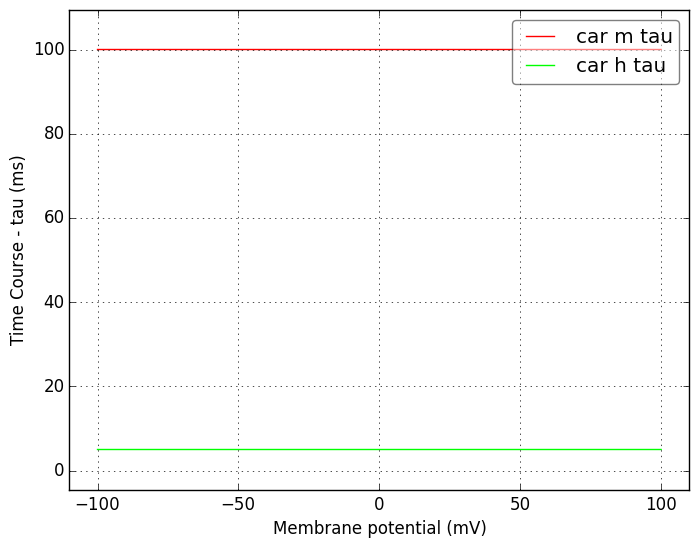 car m tau
car h tau
100
80
60
40
20
0
Time Course - tau (ms)
−100 −50 0 50 100
Membrane potential (mV)